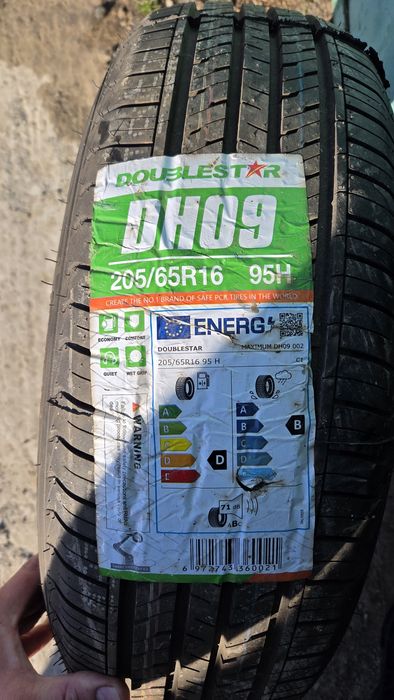 DOUBLESTAR
DH09
205/65R16 95H
CREATE THE NO.1 BRAND OF SAFE PCR TIRES IN THE WORLD
ECONOMY COMFORT
QUIET WET GRIP
ENERG
DOUBLESTAR MAXIMUM DH09 002
205/65R16 95 H C1
WARNING
A
B
C
D
E
D
A
B
C
D
B
71 dB
ABC
6 972743 360021